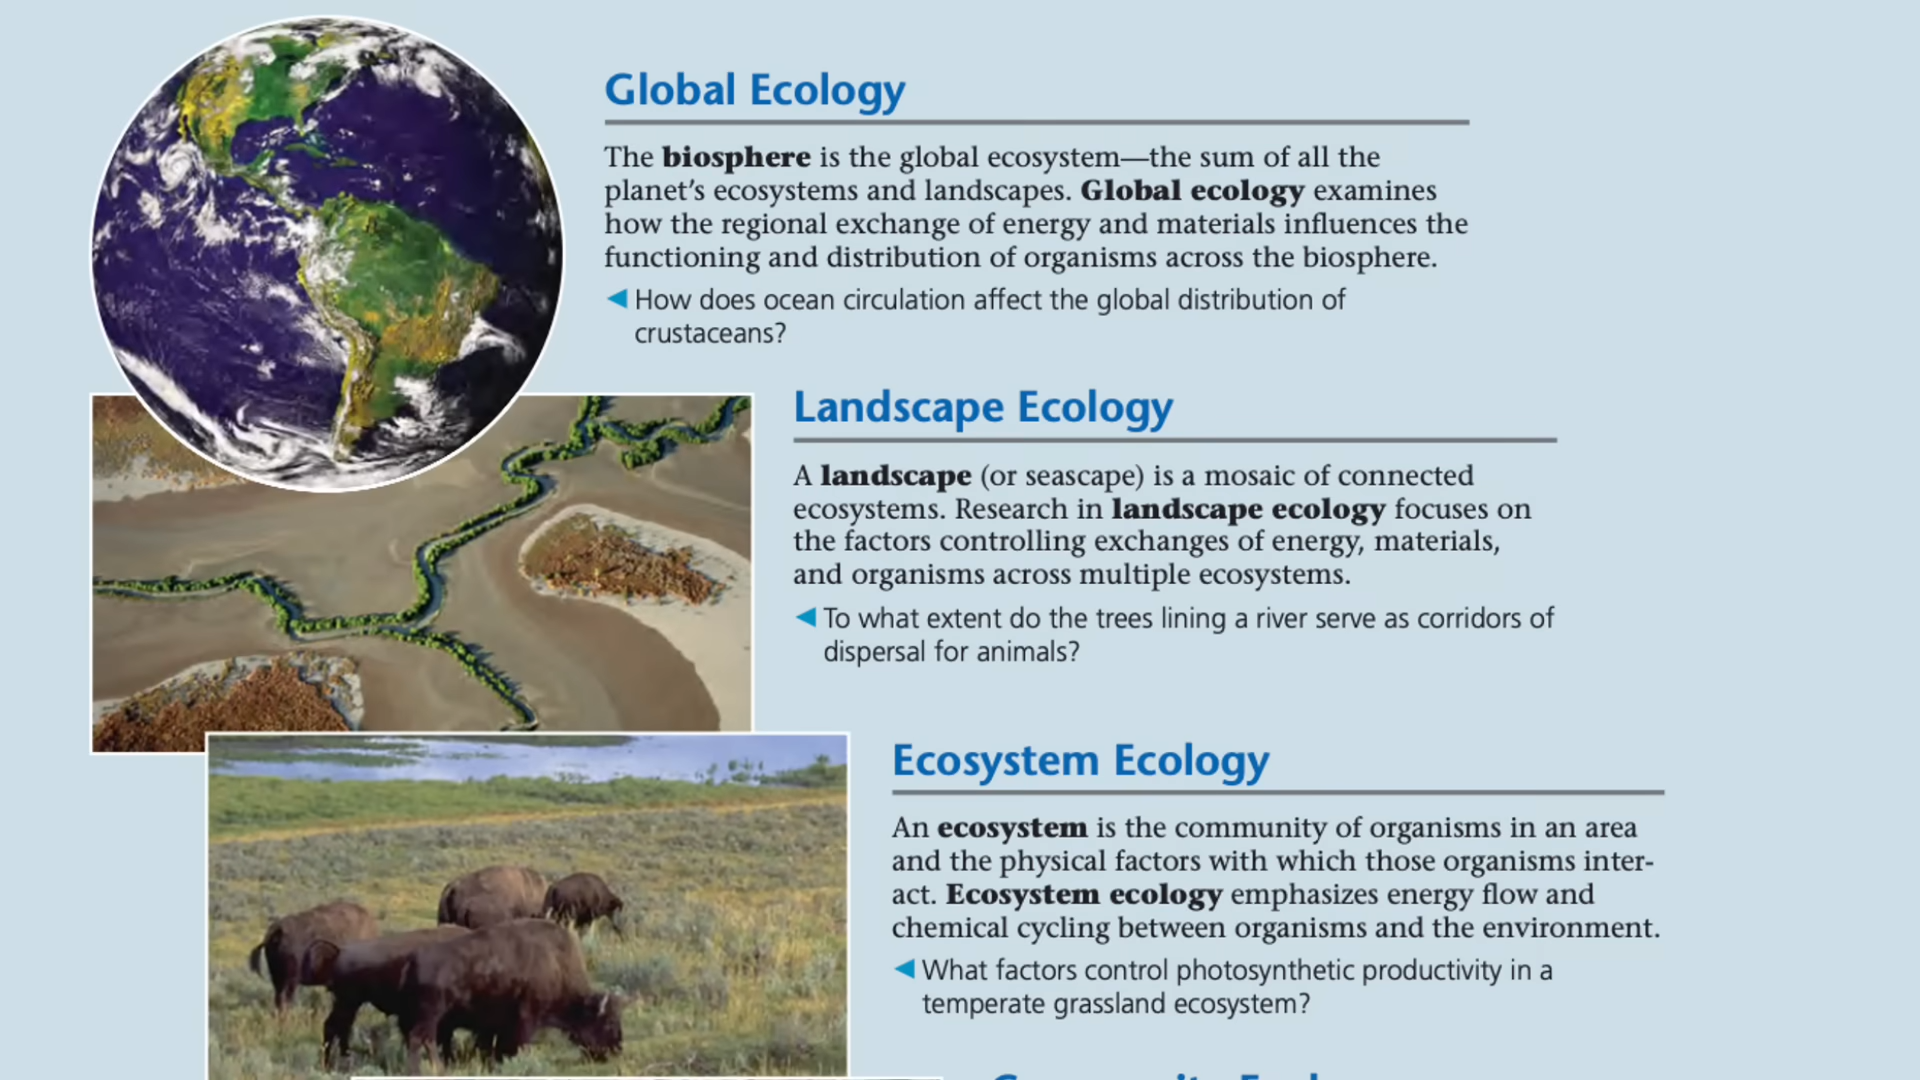 Global Ecology
The biosphere is the global ecosystem—the sum of all the
planet’s ecosystems and landscapes. Global ecology examines
how the regional exchange of energy and materials influences the
functioning and distribution of organisms across the biosphere.
◀ How does ocean circulation affect the global distribution of
crustaceans?
Landscape Ecology
A landscape (or seascape) is a mosaic of connected
ecosystems. Research in landscape ecology focuses on
the factors controlling exchanges of energy, materials,
and organisms across multiple ecosystems.
◀ To what extent do the trees lining a river serve as corridors of
dispersal for animals?
Ecosystem Ecology
An ecosystem is the community of organisms in an area
and the physical factors with which those organisms inter-
act. Ecosystem ecology emphasizes energy flow and
chemical cycling between organisms and the environment.
◀ What factors control photosynthetic productivity in a
temperate grassland ecosystem?